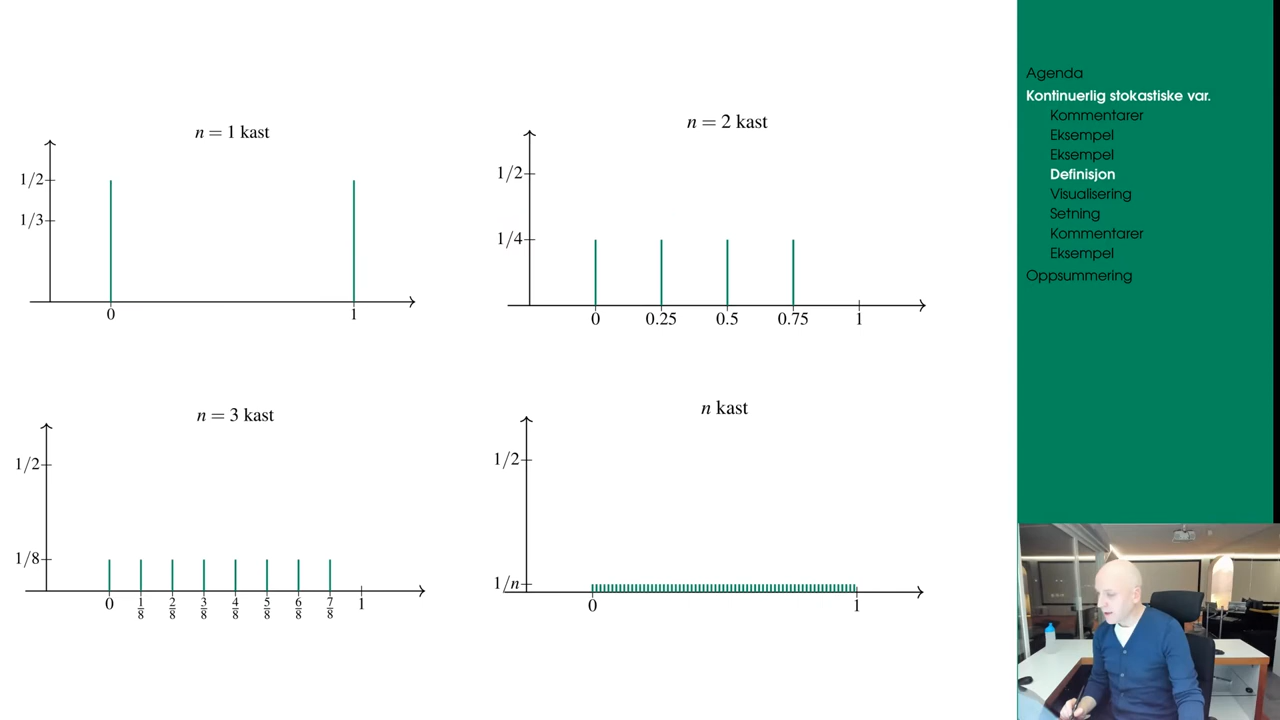 n = 1 kast
1/2
1/3
0 1
n = 2 kast
1/2
1/4
0 0.25 0.5 0.75 1
n = 3 kast
1/2
1/8
0 1/8 2/8 3/8 4/8 5/8 6/8 7/8 1
n kast
1/2
1/n
0 1
Agenda
Kontinuerlig stokastiske var.
Kommentarer
Eksempel
Eksempel
Definisjon
Visualisering
Setning
Kommentarer
Eksempel
Oppsummering